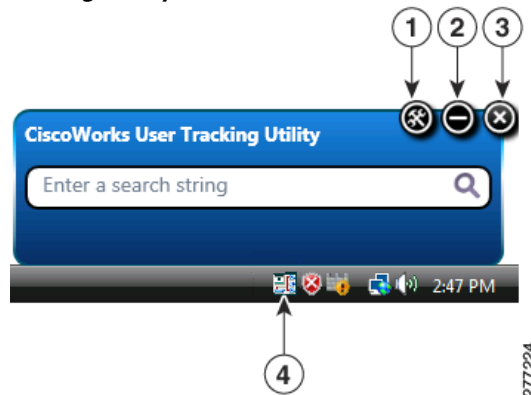 1 2 3
CiscoWorks User Tracking Utility
Enter a search string
2:47 PM
4
277224